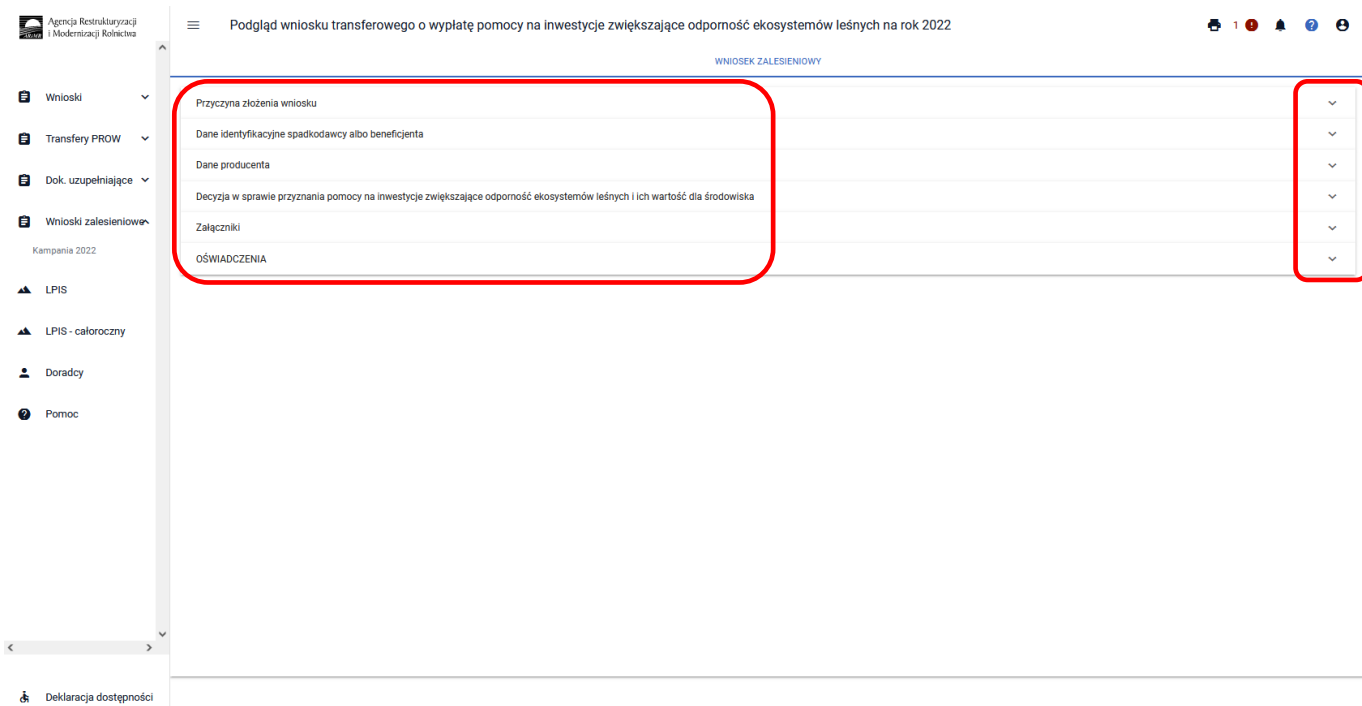 Agencja Restrukturyzacji
i Modernizacji Rolnictwa
ARiMR
Podgląd wniosku transferowego o wypłatę pomocy na inwestycje zwiększające odporność ekosystemów leśnych na rok 2022
1
WNIOSEK ZALESIENIOWY
Wnioski
Transfery PROW
Dok. uzupełniające
Wnioski zalesieniowe
Kampania 2022
LPIS
LPIS - całoroczny
Doradcy
Pomoc
Deklaracja dostępności
Przyczyna złożenia wniosku
Dane identyfikacyjne spadkodawcy albo beneficjenta
Dane producenta
Decyzja w sprawie przyznania pomocy na inwestycje zwiększające odporność ekosystemów leśnych i ich wartość dla środowiska
Załączniki
OŚWIADCZENIA